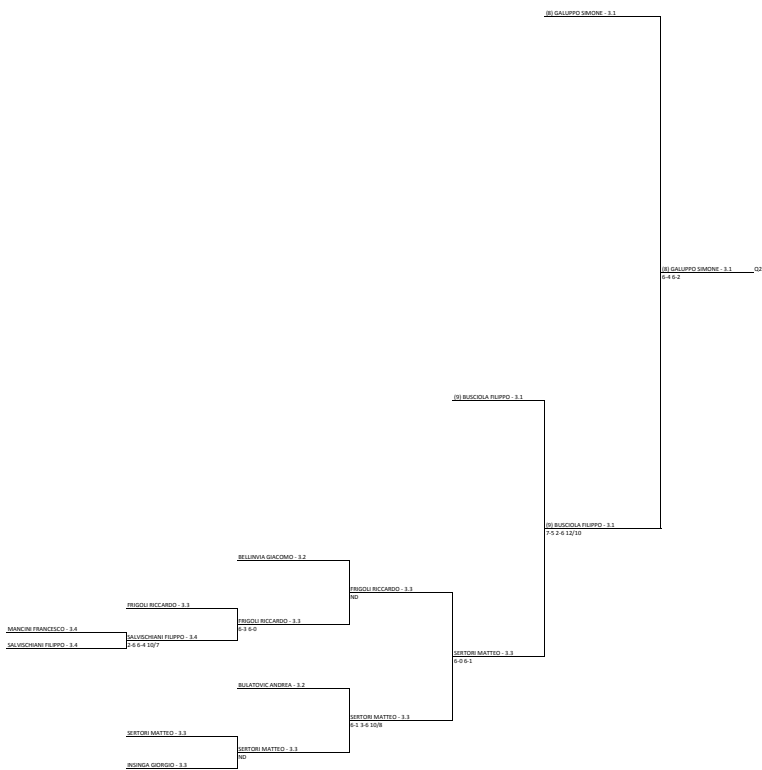 (8) GALUPPO SIMONE - 3.1
(8) GALUPPO SIMONE - 3.1 Q2
6-4 6-2
(9) BUSCIOLA FILIPPO - 3.1
(9) BUSCIOLA FILIPPO - 3.1
7-5 2-6 12/10
BELLINVIA GIACOMO - 3.2
FRIGOLI RICCARDO - 3.3
ND
FRIGOLI RICCARDO - 3.3
FRIGOLI RICCARDO - 3.3
6-3 6-0
MANCINI FRANCESCO - 3.4
SALVISCHIANI FILIPPO - 3.4
2-6 6-4 10/7
SALVISCHIANI FILIPPO - 3.4
SERTORI MATTEO - 3.3
6-0 6-1
BULATOVIC ANDREA - 3.2
SERTORI MATTEO - 3.3
6-1 3-6 10/8
SERTORI MATTEO - 3.3
SERTORI MATTEO - 3.3
ND
INSINGA GIORGIO - 3.3